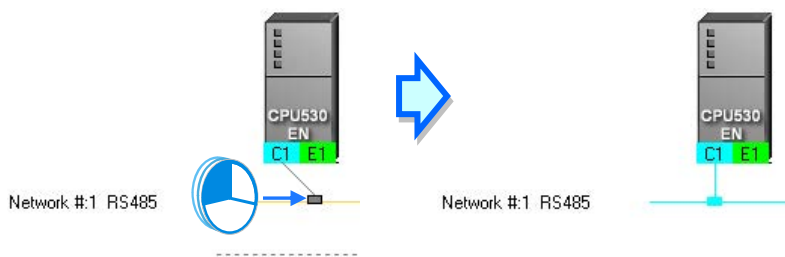 CPU530
EN
C1 E1
Network #:1 RS485
CPU530
EN
C1 E1
Network #:1 RS485